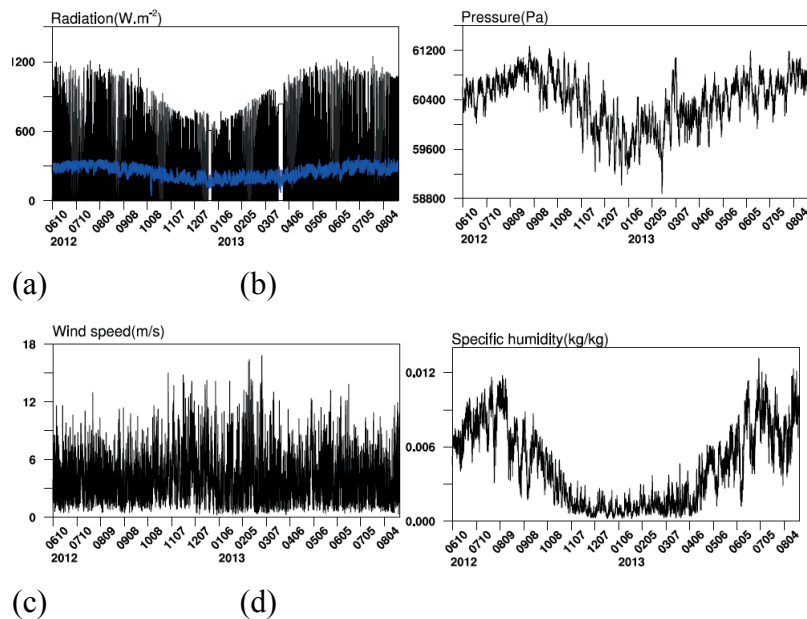 Radiation(W.m-2)
1200
600
0
0610 0710 0809 0908 1008 1107 1207 0106 0205 0307 0406 0506 0605 0705 0804
2012 2013
Pressure(Pa)
61200
60400
59600
58800
0610 0710 0809 0908 1008 1107 1207 0106 0205 0307 0406 0506 0605 0705 0804
2012 2013
(a) (b)
Wind speed(m/s)
18
12
6
0
0610 0710 0809 0908 1008 1107 1207 0106 0205 0307 0406 0506 0605 0705 0804
2012 2013
Specific humidity(kg/kg)
0.012
0.006
0.000
0610 0710 0809 0908 1008 1107 1207 0106 0205 0307 0406 0506 0605 0705 0804
2012 2013
(c) (d)